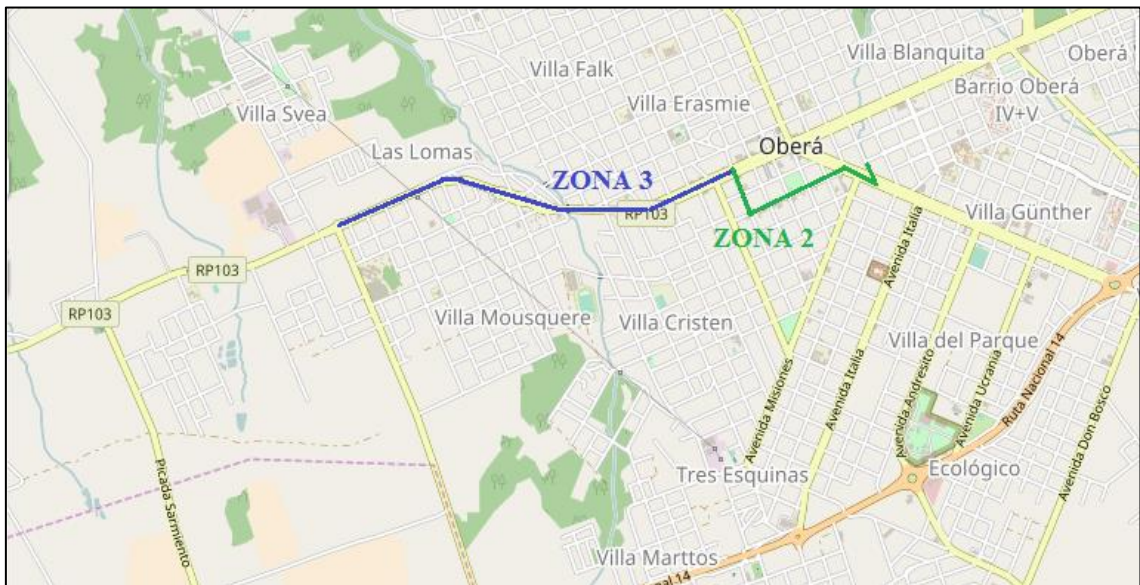 Villa Blanquita
Oberá
Villa Falk
Barrio Oberá
IV+V
Villa Erasmie
Villa Svea
Oberá
Las Lomas
ZONA 3
RP103
Villa Günther
ZONA 2
Avenida Italia
RP103
RP103
Villa Mousquere
Villa Cristen
Villa del Parque
Avenida Misiones
Avenida Italia
Avenida Andresito
Avenida Ucrania
Ruta Nacional 14
Avenida Don Bosco
Picada Sarmiento
Tres Esquinas
Ecológico
Villa Marttos
nal 14